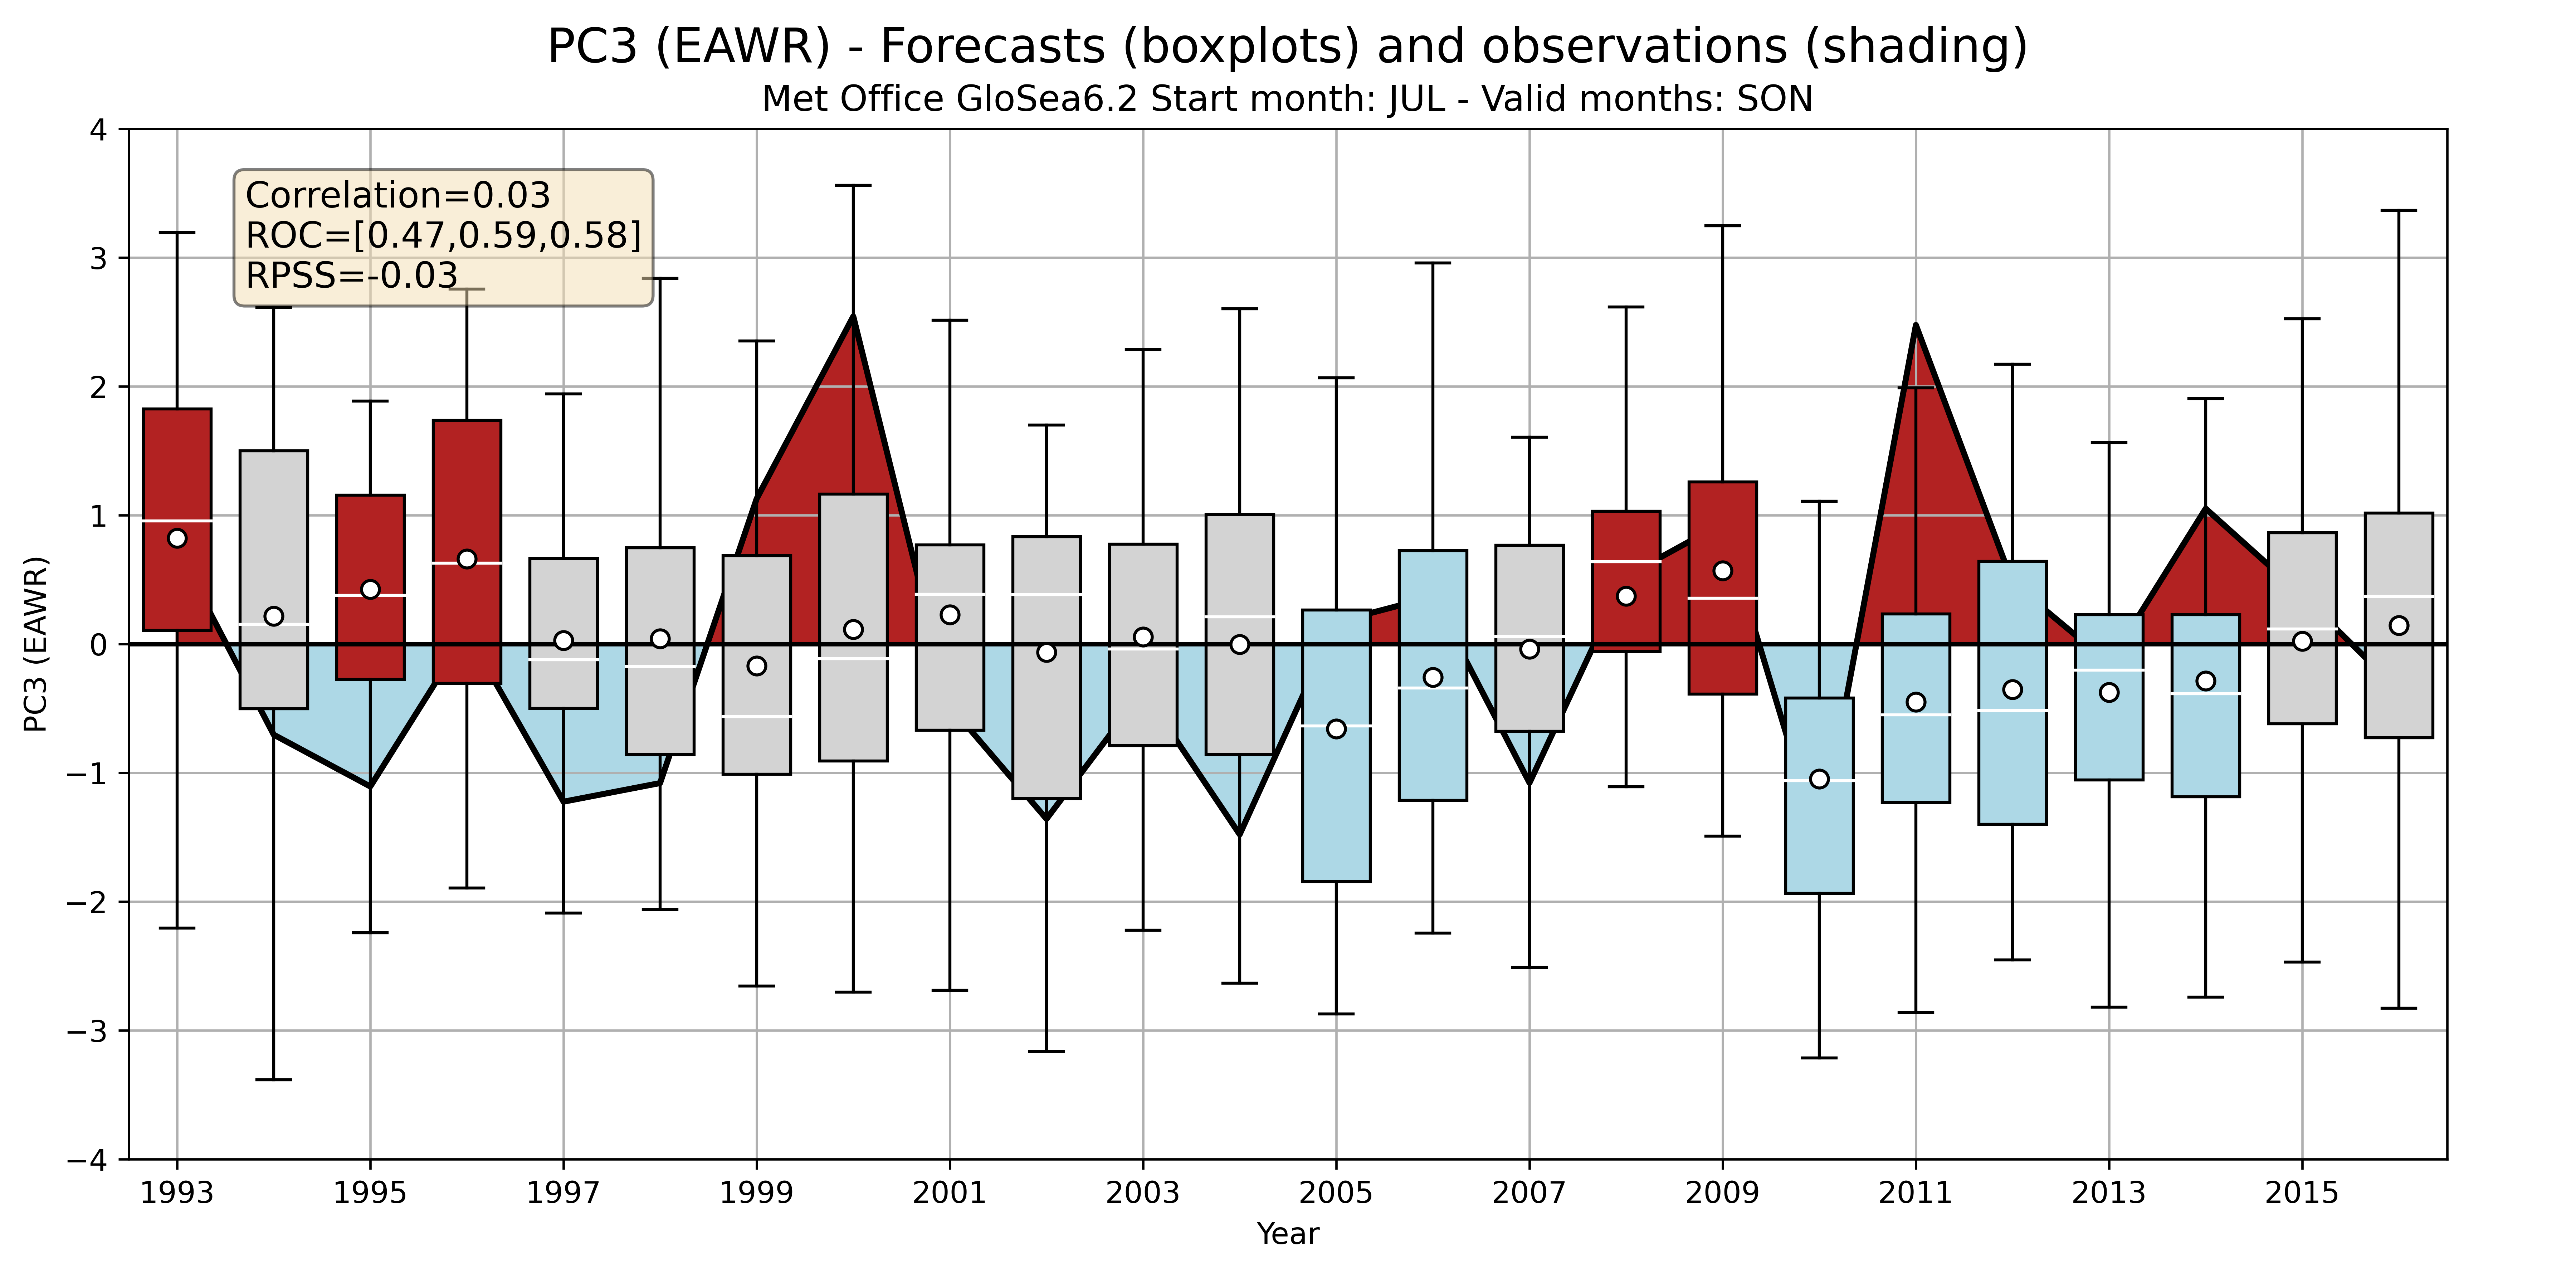 PC3 (EAWR) - Forecasts (boxplots) and observations (shading)
Met Office GloSea6.2 Start month: JUL - Valid months: SON
Correlation=0.03
ROC=[0.47,0.59,0.58]
RPSS=-0.03
PC3 (EAWR)
4
3
2
1
0
−1
−2
−3
−4
1993 1995 1997 1999 2001 2003 2005 2007 2009 2011 2013 2015
Year